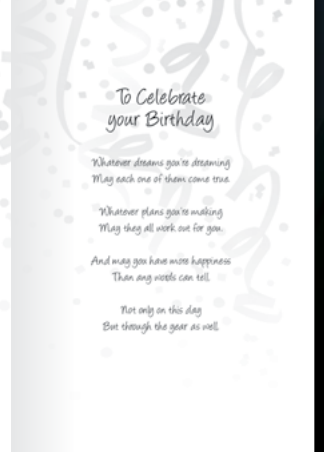 To Celebrate
your Birthday
Whatever dreams you're dreaming
May each one of them come true.
Whatever plans you're making
May they all work out for you.
And may you have more happiness
Than any words can tell,
Not only on this day
But through the year as well.